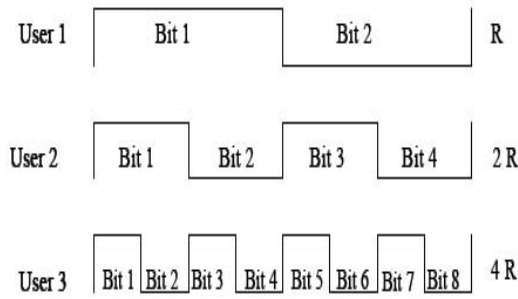 User 1 Bit 1 Bit 2 R
User 2 Bit 1 Bit 2 Bit 3 Bit 4 2 R
User 3 Bit 1 Bit 2 Bit 3 Bit 4 Bit 5 Bit 6 Bit 7 Bit 8 4 R